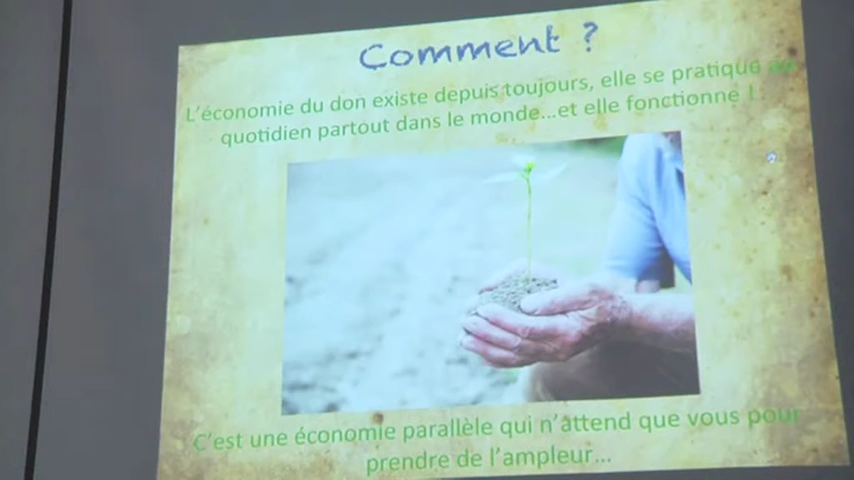 Comment ?
L'économie du don existe depuis toujours, elle se pratique au
quotidien partout dans le monde...et elle fonctionne !
C'est une économie parallèle qui n'attend que vous pour
prendre de l'ampleur...